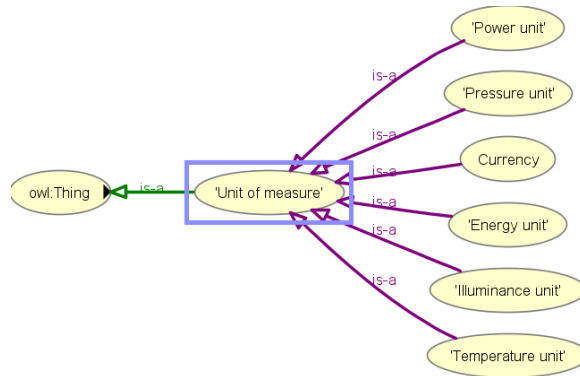 'Power unit'
is-a
'Pressure unit'
is-a
Currency
is-a
owl:Thing
is-a
'Unit of measure'
is-a
'Energy unit'
is-a
'Illuminance unit'
is-a
'Temperature unit'